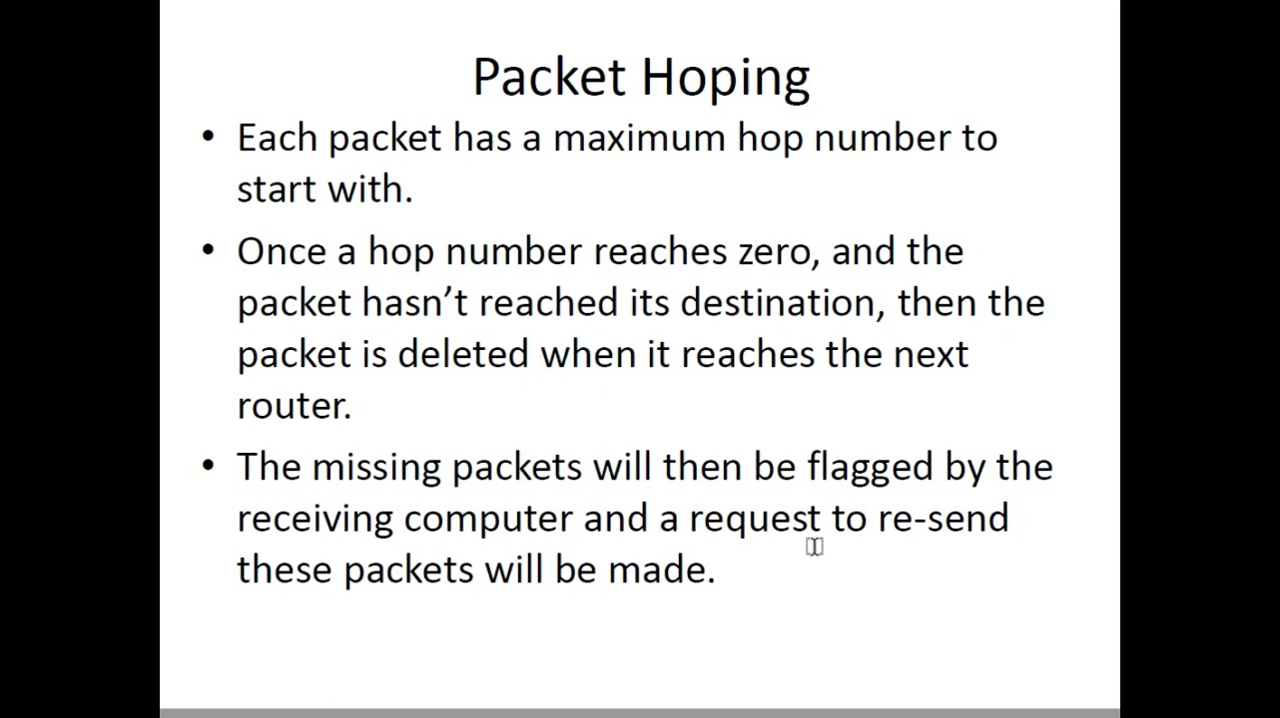 Packet Hoping
• Each packet has a maximum hop number to
start with.
• Once a hop number reaches zero, and the
packet hasn’t reached its destination, then the
packet is deleted when it reaches the next
router.
• The missing packets will then be flagged by the
receiving computer and a request to re-send
these packets will be made.